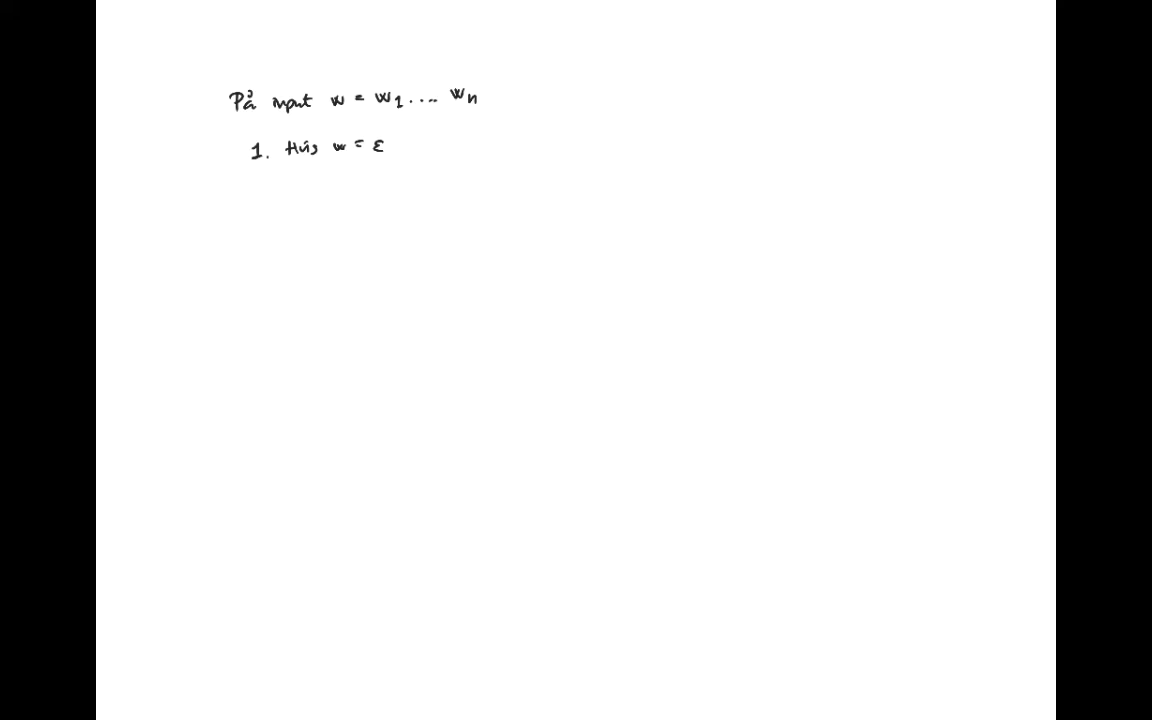 På input w = w1 .... wn
1. Hvis w = ε